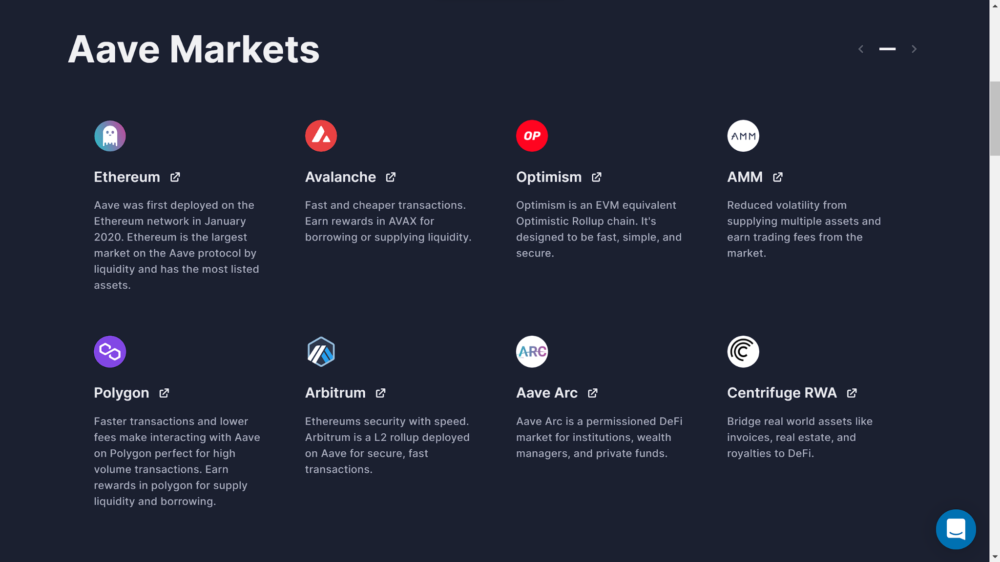 Aave Markets
OP
AMM
Ethereum
Avalanche
Optimism
AMM
Aave was first deployed on the
Ethereum network in January
2020. Ethereum is the largest
market on the Aave protocol by
liquidity and has the most listed
assets.
Fast and cheaper transactions.
Earn rewards in AVAX for
borrowing or supplying liquidity.
Optimism is an EVM equivalent
Optimistic Rollup chain. It's
designed to be fast, simple, and
secure.
Reduced volatility from
supplying multiple assets and
earn trading fees from the
market.
ARC
Polygon
Arbitrum
Aave Arc
Centrifuge RWA
Faster transactions and lower
fees make interacting with Aave
on Polygon perfect for high
volume transactions. Earn
rewards in polygon for supply
liquidity and borrowing.
Ethereums security with speed.
Arbitrum is a L2 rollup deployed
on Aave for secure, fast
transactions.
Aave Arc is a permissioned DeFi
market for institutions, wealth
managers, and private funds.
Bridge real world assets like
invoices, real estate, and
royalties to DeFi.